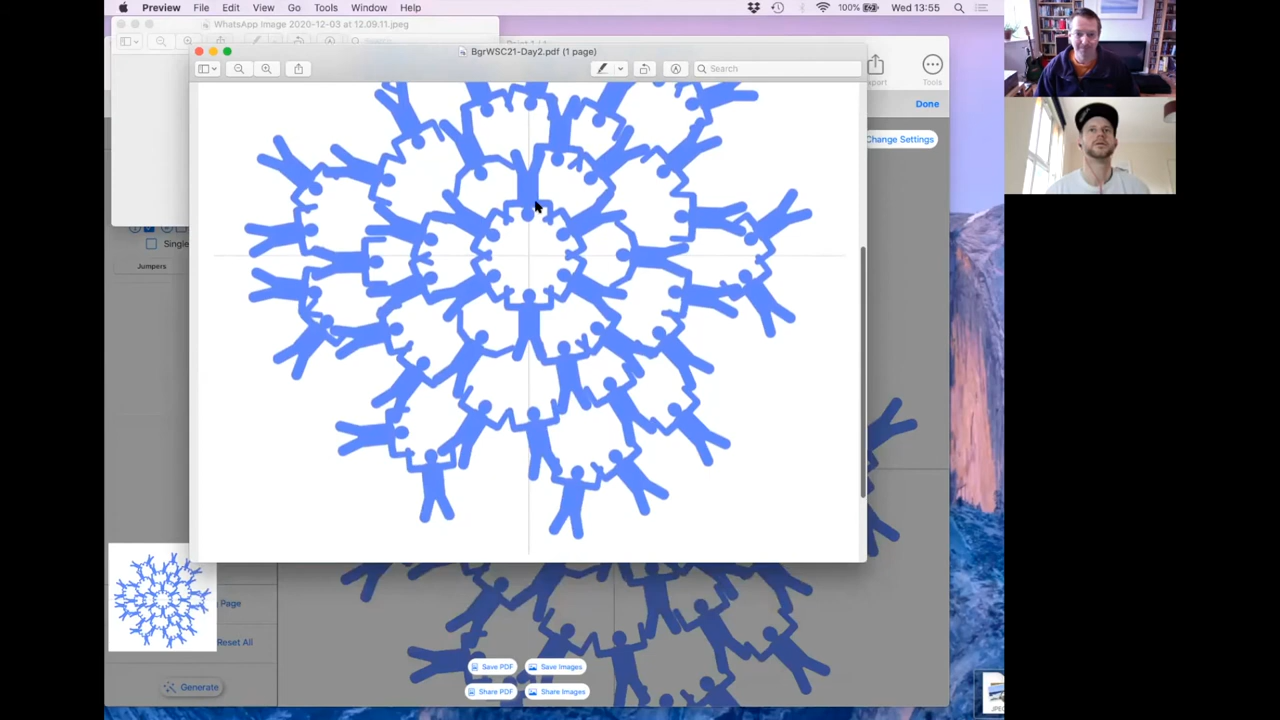 Preview File Edit View Go Tools Window Help 100% Wed 13:55
WhatsApp Image 2020-12-03 at 12.09.11.jpeg
BgrWSC21-Day2.pdf (1 page)
Search
Tools
Done
Change Settings
Single
Jumpers
Page
Reset All
Generate
Save PDF Save Images
Share PDF Share Images